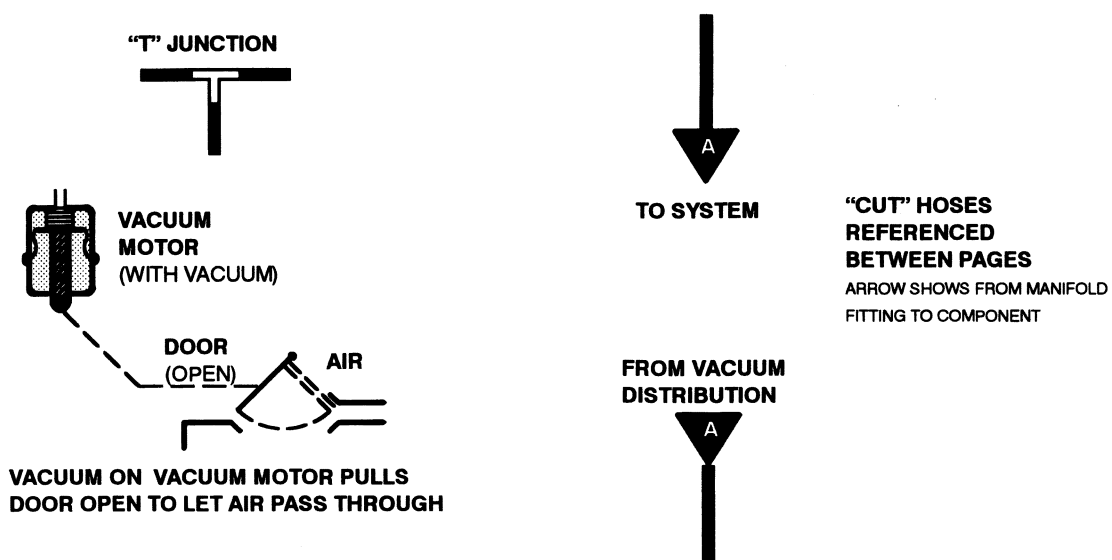 “T” JUNCTION
VACUUM
MOTOR
(WITH VACUUM)
DOOR
(OPEN)
AIR
VACUUM ON VACUUM MOTOR PULLS
DOOR OPEN TO LET AIR PASS THROUGH
A
TO SYSTEM
FROM VACUUM
DISTRIBUTION
A
“CUT” HOSES
REFERENCED
BETWEEN PAGES
ARROW SHOWS FROM MANIFOLD
FITTING TO COMPONENT